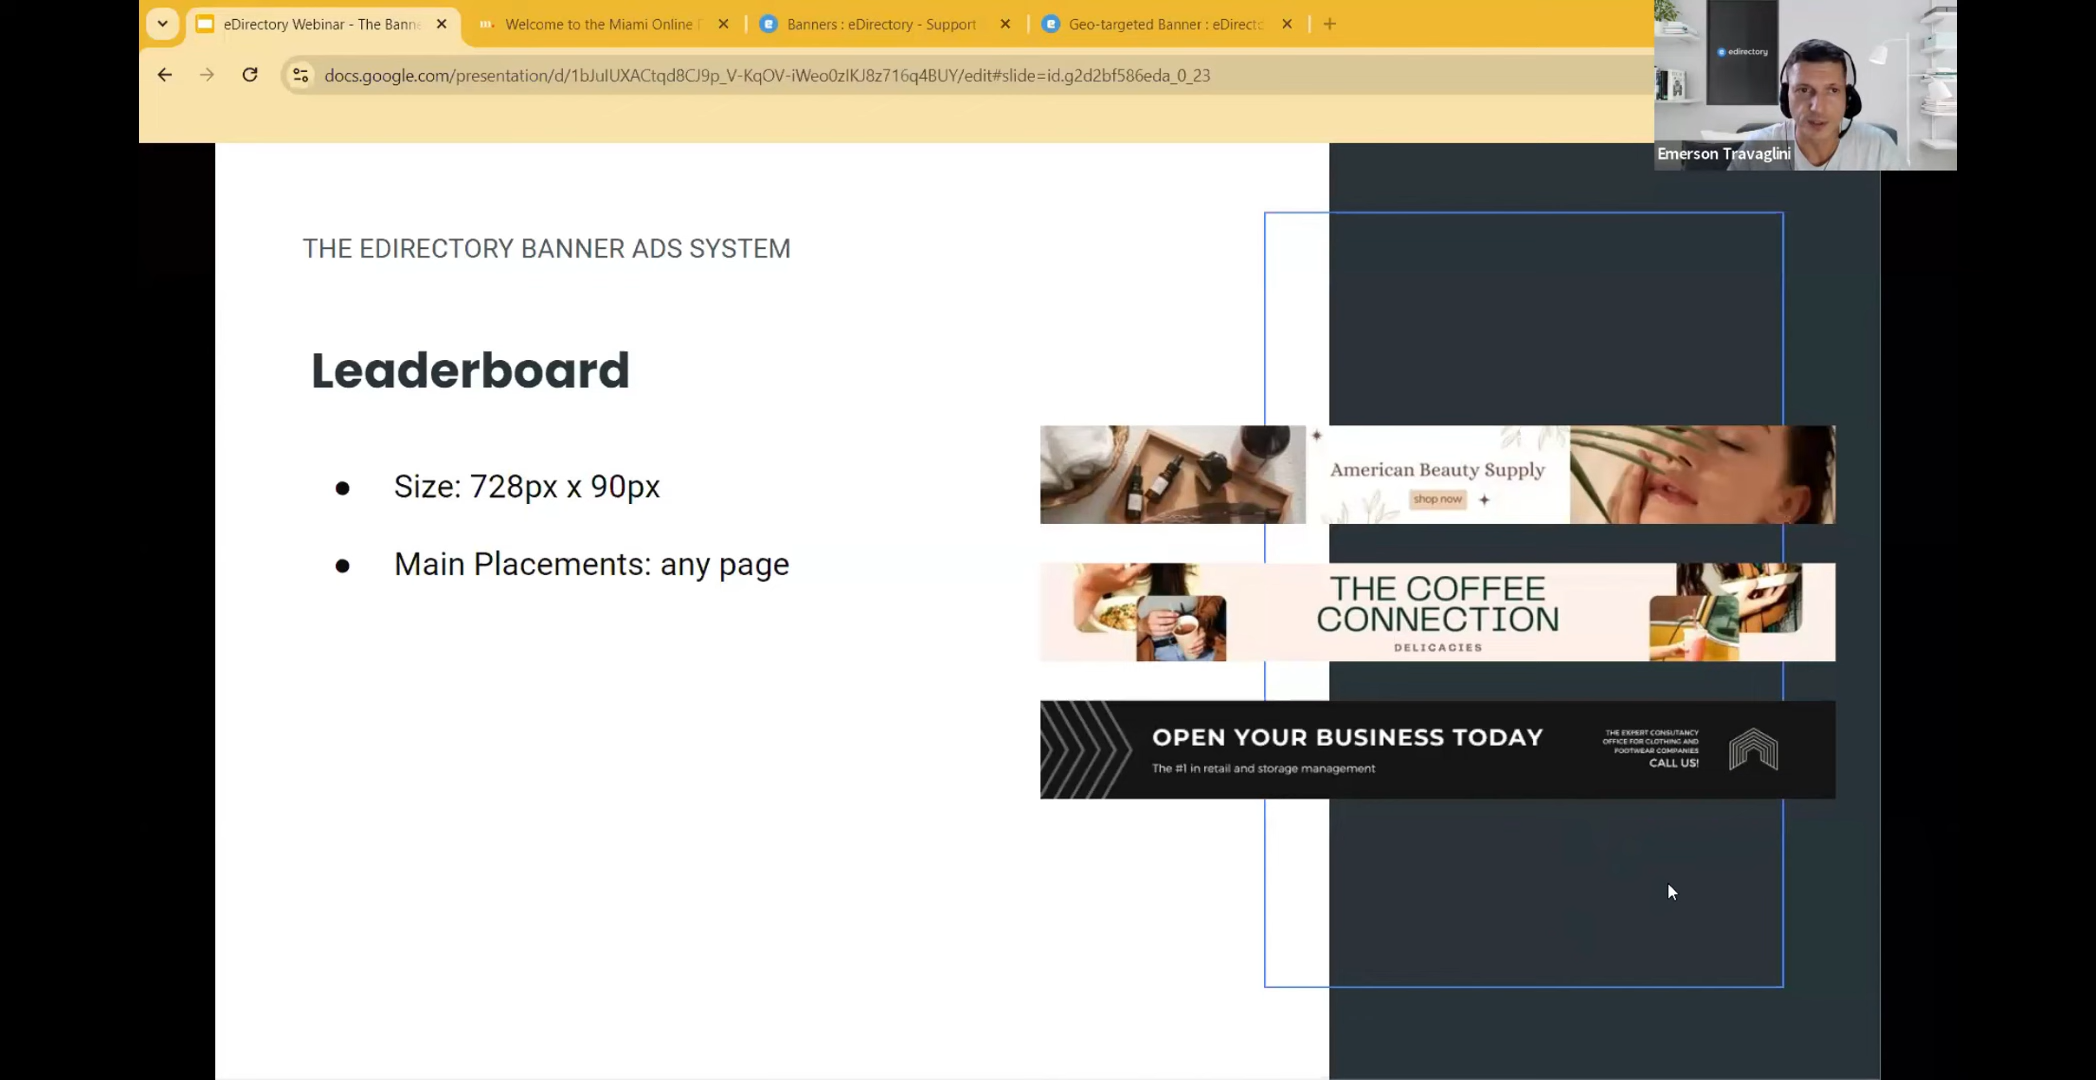 eDirectory Webinar - The Bann
Welcome to the Miami Online
Banners : eDirectory - Support
Geo-targeted Banner : eDirect
docs.google.com/presentation/d/1bJuIUXACtqd8CJ9p_V-KqOV-iWeo0zIKJ8z716q4BUY/edit#slide=id.g2d2bf586eda_0_23
edirectory
Emerson Travaglini
THE EDIRECTORY BANNER ADS SYSTEM
Leaderboard
● Size: 728px x 90px
● Main Placements: any page
American Beauty Supply
shop now
THE COFFEE
CONNECTION
DELICACIES
OPEN YOUR BUSINESS TODAY
The #1 in retail and storage management
THE EXPERT CONSUTANCY
OFFICE FOR CLOTHING AND
FOOTWEAR COMPANIES
CALL US!